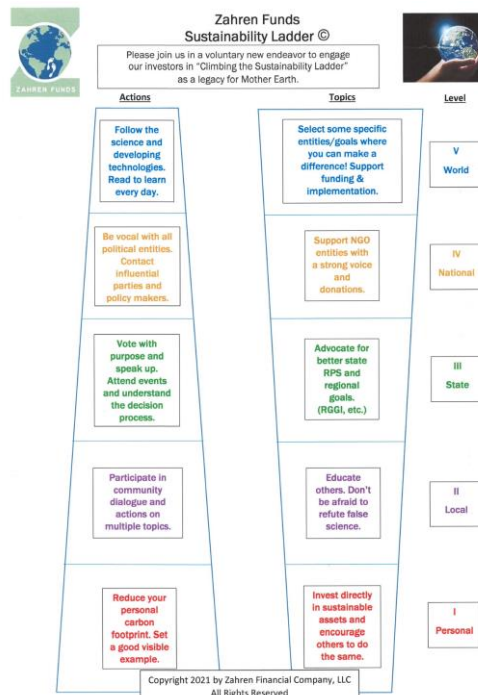 Zahren Funds
Sustainability Ladder ©
ZAHREN FUNDS
Please join us in a voluntary new endeavor to engage
our investors in "Climbing the Sustainability Ladder"
as a legacy for Mother Earth.
Actions
Topics
Level
Follow the
science and
developing
technologies.
Read to learn
every day.
Select some specific
entities/goals where
you can make a
difference! Support
funding &
implementation.
V
World
Be vocal with all
political entities.
Contact
influential
parties and
policy makers.
Support NGO
entities with
a strong voice
and
donations.
IV
National
Vote with
purpose and
speak up.
Attend events
and understand
the decision
process.
Advocate for
better state
RPS and
regional
goals.
(RGGI, etc.)
III
State
Participate in
community
dialogue and
actions on
multiple topics.
Educate
others. Don't
be afraid to
refute false
science.
II
Local
Reduce your
personal
carbon
footprint. Set
a good visible
example.
Invest directly
in sustainable
assets and
encourage
others to do
the same.
I
Personal
Copyright 2021 by Zahren Financial Company, LLC
All Rights Reserved